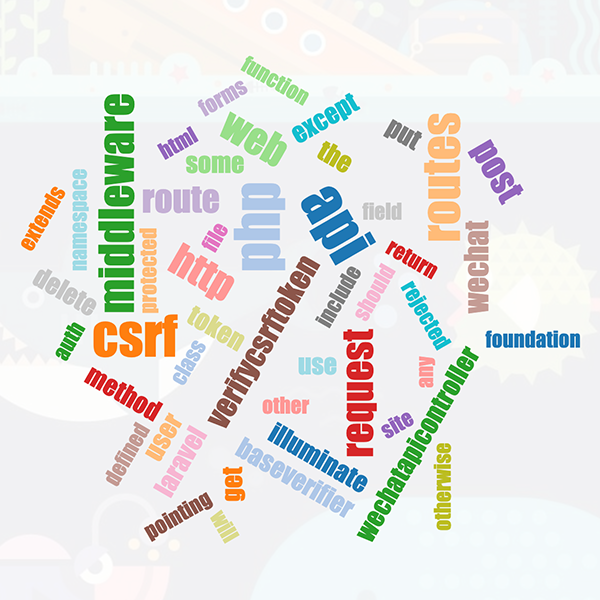 function
forms
except
html
web
put
the
some
post
routes
middleware
extends
namespace
route
php
api
field
file
protected
http
return
wechat
delete
include
should
rejected
auth
csrf
token
verifycsrftoken
foundation
class
use
request
any
method
other
site
wechatapicontroller
defined
user
laravel
illuminate
baseverifier
otherwise
get
pointing
will